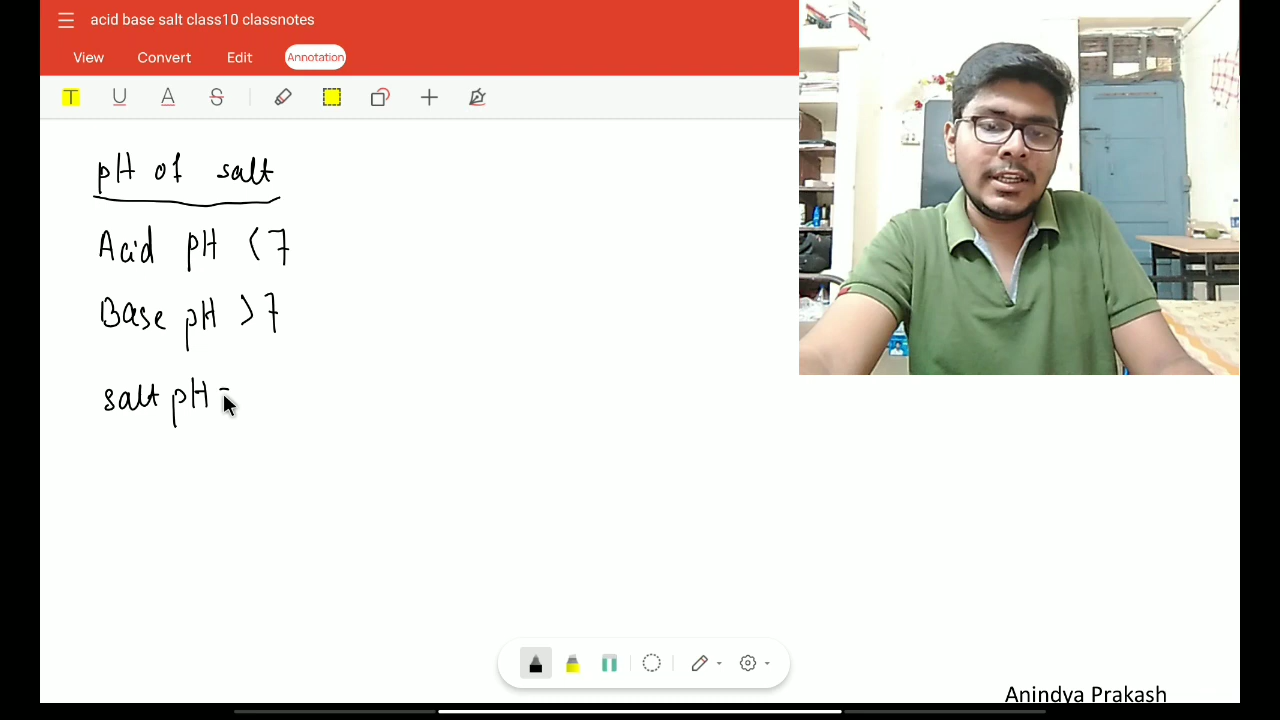 acid base salt class10 classnotes
View Convert Edit Annotation
T U A S
pH of salt
Acid pH < 7
Base pH > 7
salt pH =
Anindya Prakash